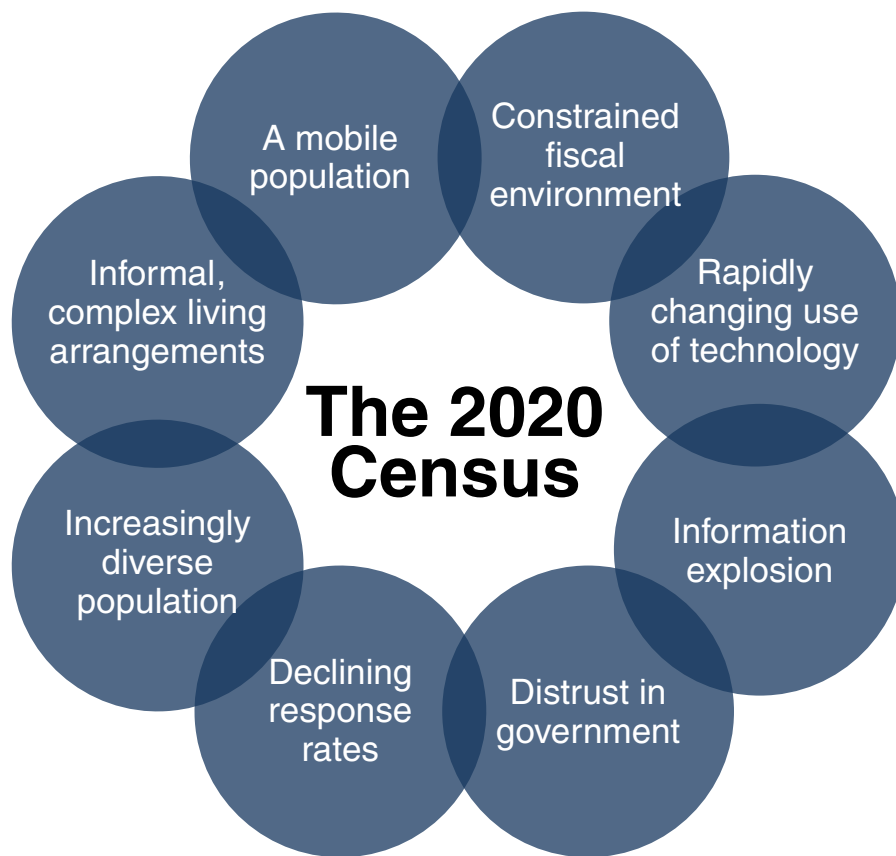 A mobile
population
Constrained
fiscal
environment
Rapidly
changing use
of technology
Information
explosion
Distrust in
government
Declining
response
rates
Increasingly
diverse
population
Informal,
complex living
arrangements
The 2020
Census